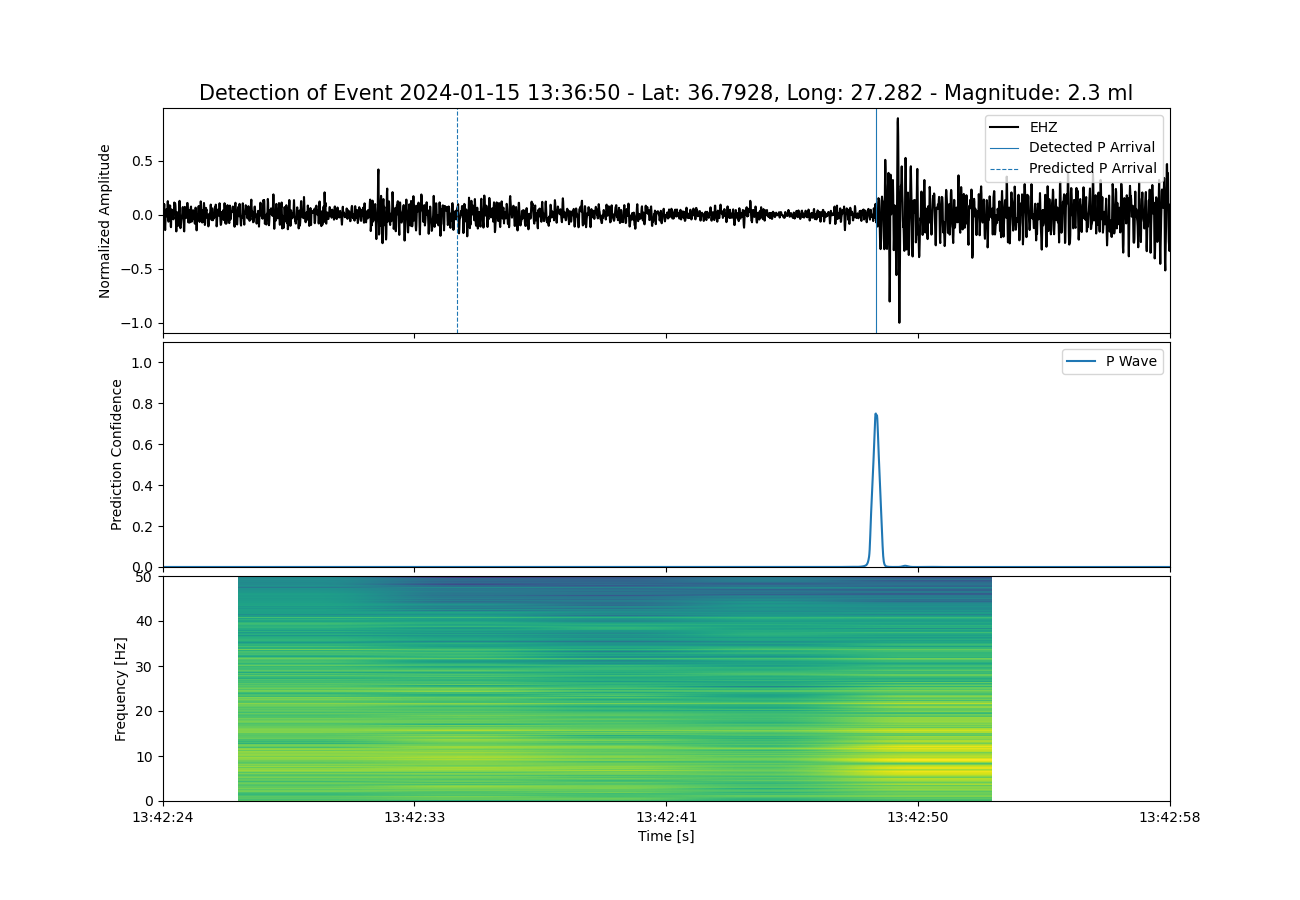 Detection of Event 2024-01-15 13:36:50 - Lat: 36.7928, Long: 27.282 - Magnitude: 2.3 ml
Normalized Amplitude
0.5
0.0
−0.5
−1.0
EHZ
Detected P Arrival
Predicted P Arrival
Prediction Confidence
1.0
0.8
0.6
0.4
0.2
0.0
P Wave
Frequency [Hz]
50
40
30
20
10
0
13:42:24
13:42:33
13:42:41
13:42:50
13:42:58
Time [s]